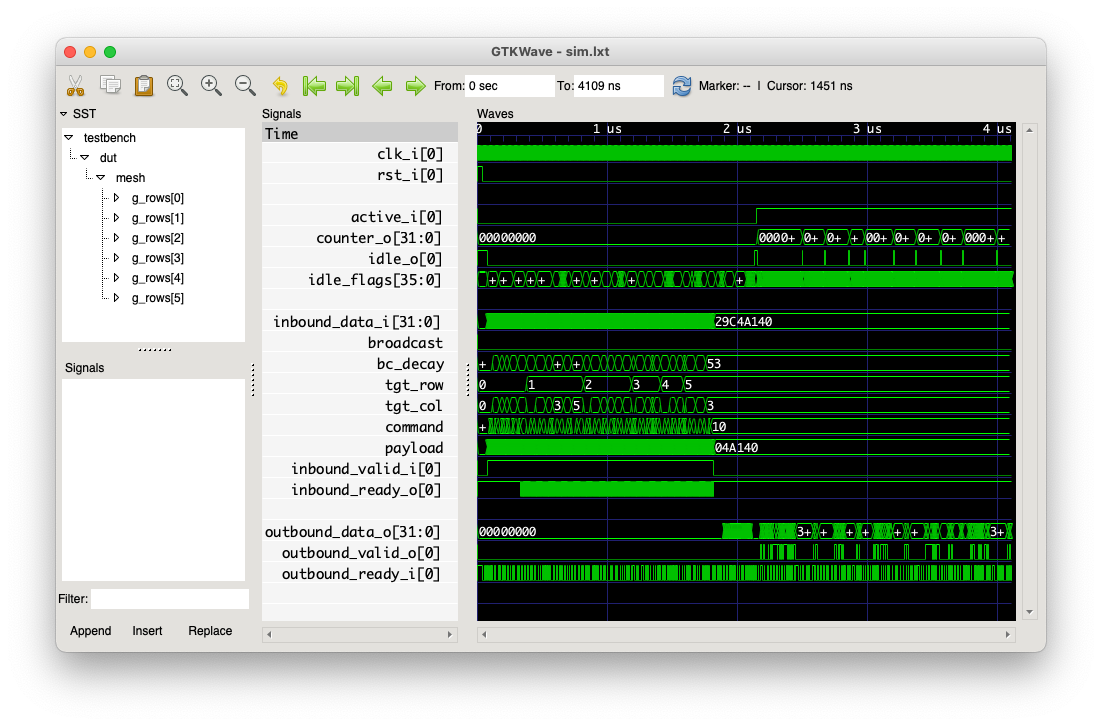 GTKWave - sim.lxt
From: 0 sec To: 4109 ns Marker: -- | Cursor: 1451 ns
SST
testbench
dut
mesh
g_rows[0]
g_rows[1]
g_rows[2]
g_rows[3]
g_rows[4]
g_rows[5]
Signals
Filter:
Append Insert Replace
Signals
Time
clk_i[0]
rst_i[0]
active_i[0]
counter_o[31:0]
idle_o[0]
idle_flags[35:0]
inbound_data_i[31:0]
broadcast
bc_decay
tgt_row
tgt_col
command
payload
inbound_valid_i[0]
inbound_ready_o[0]
outbound_data_o[31:0]
outbound_valid_o[0]
outbound_ready_i[0]
Waves
0 1 us 2 us 3 us 4 us
00000000 0000+ 0+ 0+ + 00+ 0+ 0+ 0+ 000+ +
+ + + + + + + + +
29C4A140
+ + + 53
0 1 2 3 4 5
0 3 5 3
+ 10
04A140
00000000 3+ + + + + + 3+